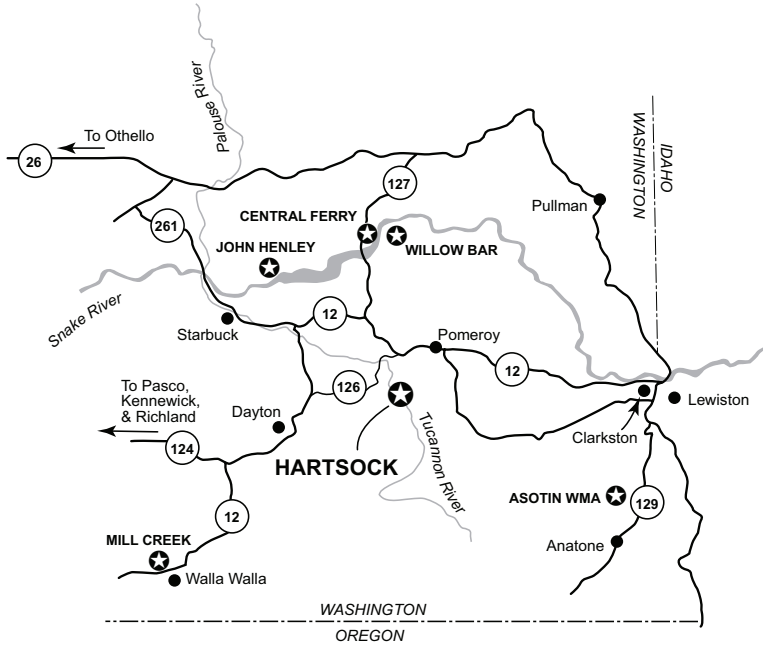 Palouse River
To Othello
26
127
IDAHO
WASHINGTON
Pullman
CENTRAL FERRY
261
JOHN HENLEY
WILLOW BAR
Snake River
12
Starbuck
Pomeroy
12
To Pasco,
Kennewick,
& Richland
126
Dayton
Lewiston
Clarkston
124
HARTSOCK
Tucannon River
ASOTIN WMA
129
12
MILL CREEK
Anatone
Walla Walla
WASHINGTON
OREGON